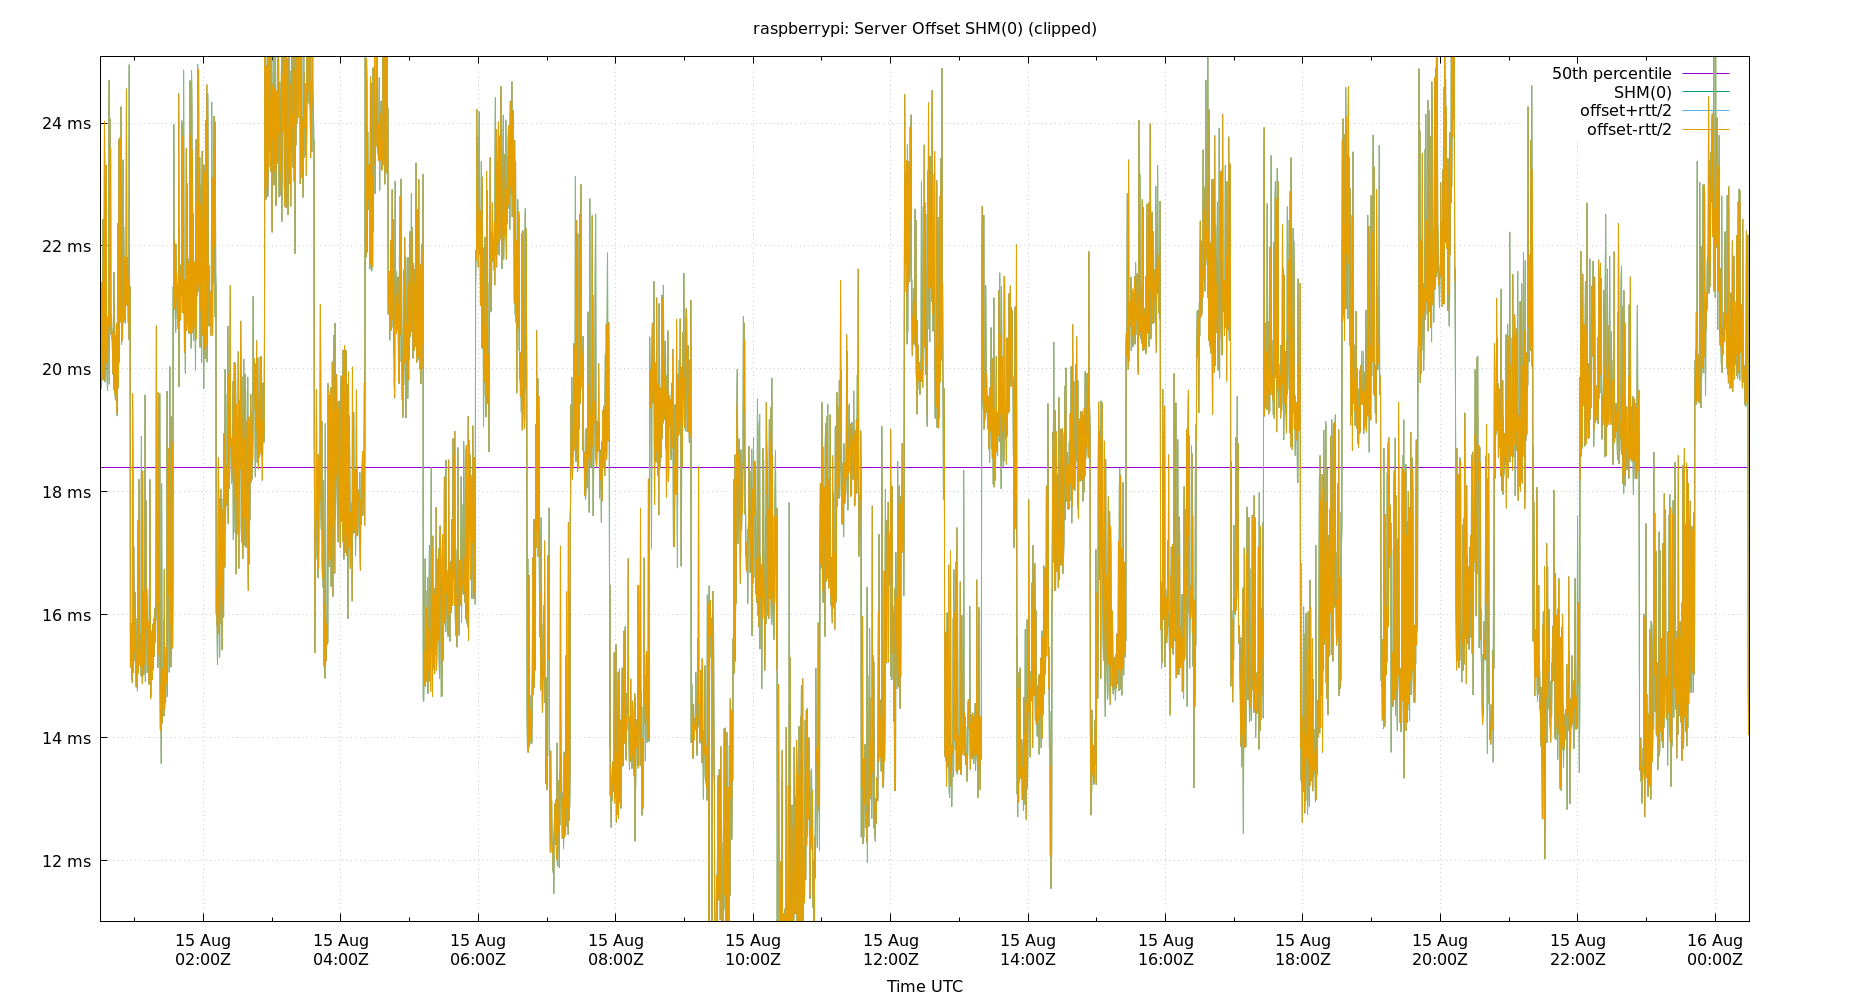 raspberrypi: Server Offset SHM(0) (clipped)
50th percentile
SHM(0)
offset+rtt/2
offset-rtt/2
24 ms
22 ms
20 ms
18 ms
16 ms
14 ms
12 ms
15 Aug 15 Aug 15 Aug 15 Aug 15 Aug 15 Aug 15 Aug 15 Aug 15 Aug 15 Aug 15 Aug 16 Aug
02:00Z 04:00Z 06:00Z 08:00Z 10:00Z 12:00Z 14:00Z 16:00Z 18:00Z 20:00Z 22:00Z 00:00Z
Time UTC